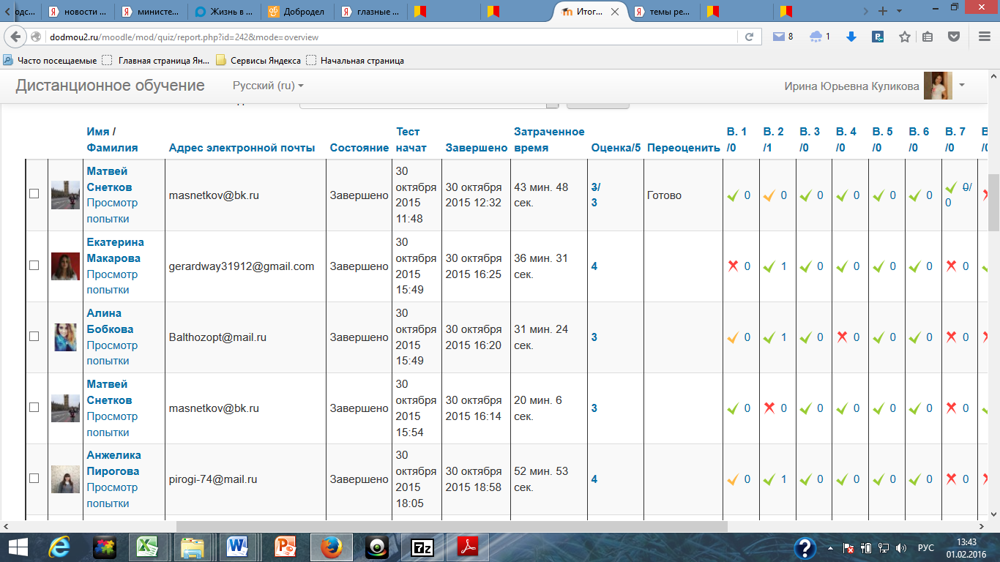 одс...
новости ...
министе...
Жизнь в ...
Добродел
глазные ...
Итог...
темы ре...
dodmou2.ru/moodle/mod/quiz/report.php?id=242&mode=overview
8
1
Часто посещаемые
Главная страница Ян...
Сервисы Яндекса
Начальная страница
Дистанционное обучение
Русский (ru)
Ирина Юрьевна Куликова
Имя /
Фамилия
Адрес электронной почты
Состояние
Тест
начат
Завершено
Затраченное
время
Оценка/5
Переоценить
В. 1
/0
В. 2
/1
В. 3
/0
В. 4
/0
В. 5
/0
В. 6
/0
В. 7
/0
Матвей
Снетков
Просмотр
попытки
masnetkov@bk.ru
Завершено
30
октября
2015
11:48
30 октября
2015 12:32
43 мин. 48
сек.
3/
3
Готово
0
0
0
0
0
0
0/
0
Екатерина
Макарова
Просмотр
попытки
gerardway31912@gmail.com
Завершено
30
октября
2015
15:49
30 октября
2015 16:25
36 мин. 31
сек.
4
0
1
0
0
0
0
0
Алина
Бобкова
Просмотр
попытки
Balthozopt@mail.ru
Завершено
30
октября
2015
15:49
30 октября
2015 16:20
31 мин. 24
сек.
3
0
1
0
0
0
0
0
Матвей
Снетков
Просмотр
попытки
masnetkov@bk.ru
Завершено
30
октября
2015
15:54
30 октября
2015 16:14
20 мин. 6
сек.
3
0
0
0
0
0
0
0
Анжелика
Пирогова
Просмотр
попытки
pirogi-74@mail.ru
Завершено
30
октября
2015
18:05
30 октября
2015 18:58
52 мин. 53
сек.
4
0
1
0
0
0
0
0
РУС
13:43
01.02.2016